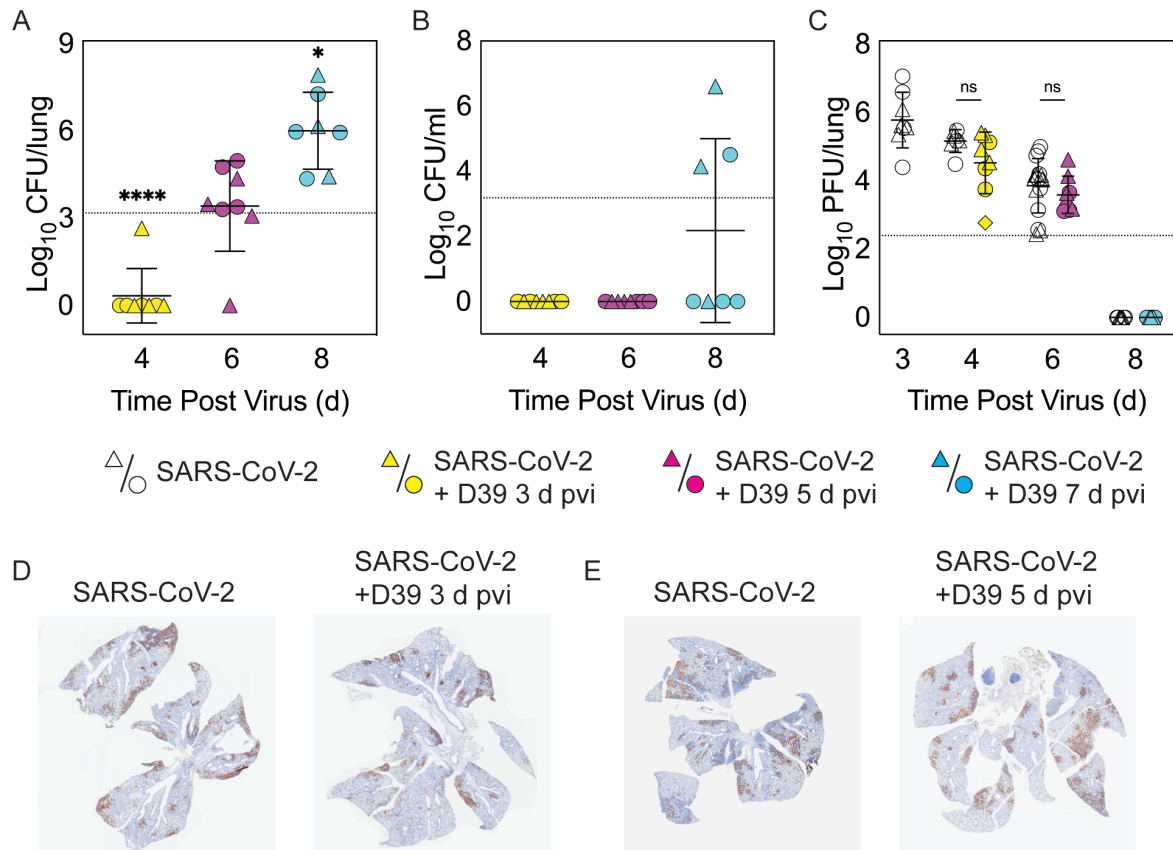 A
Log10 CFU/lung
9
6
3
0
****
*
4 6 8
Time Post Virus (d)
B
Log10 CFU/ml
8
6
4
2
0
4 6 8
Time Post Virus (d)
C
Log10 PFU/lung
8
6
4
2
0
ns ns
3 4 6 8
Time Post Virus (d)
/ SARS-CoV-2
/ SARS-CoV-2
+ D39 3 d pvi
/ SARS-CoV-2
+ D39 5 d pvi
/ SARS-CoV-2
+ D39 7 d pvi
D
SARS-CoV-2
SARS-CoV-2
+D39 3 d pvi
E
SARS-CoV-2
SARS-CoV-2
+D39 5 d pvi